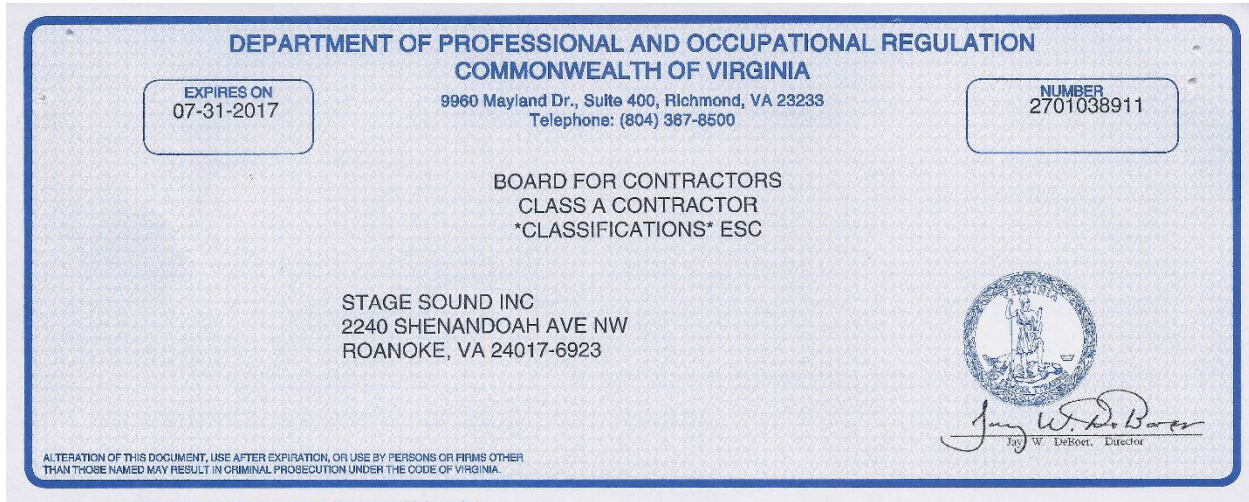 DEPARTMENT OF PROFESSIONAL AND OCCUPATIONAL REGULATION
COMMONWEALTH OF VIRGINIA
EXPIRES ON
07-31-2017
9960 Mayland Dr., Suite 400, Richmond, VA 23233
Telephone: (804) 367-8500
NUMBER
2701038911
BOARD FOR CONTRACTORS
CLASS A CONTRACTOR
*CLASSIFICATIONS* ESC
STAGE SOUND INC
2240 SHENANDOAH AVE NW
ROANOKE, VA 24017-6923
VIRGINIA
Jay W. DeBoer
Jay W. DeBoer, Director
ALTERATION OF THIS DOCUMENT, USE AFTER EXPIRATION, OR USE BY PERSONS OR FIRMS OTHER
THAN THOSE NAMED MAY RESULT IN CRIMINAL PROSECUTION UNDER THE CODE OF VIRGINIA.